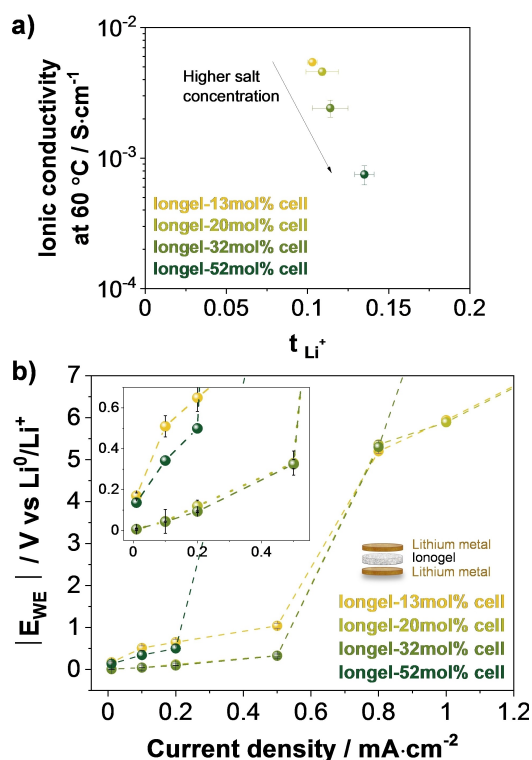 a)
Ionic conductivity
at 60 °C / S·cm⁻¹
10⁻²
10⁻³
10⁻⁴
Higher salt
concentration
Iongel-13mol% cell
Iongel-20mol% cell
Iongel-32mol% cell
Iongel-52mol% cell
0 0.05 0.1 0.15 0.2
t Li⁺
b)
|E_WE| / V vs Li⁰/Li⁺
7
6
5
4
3
2
1
0
0.6
0.4
0.2
0
0 0.2 0.4
Lithium metal
Ionogel
Lithium metal
Iongel-13mol% cell
Iongel-20mol% cell
Iongel-32mol% cell
Iongel-52mol% cell
0 0.2 0.4 0.6 0.8 1.0 1.2
Current density / mA·cm⁻²